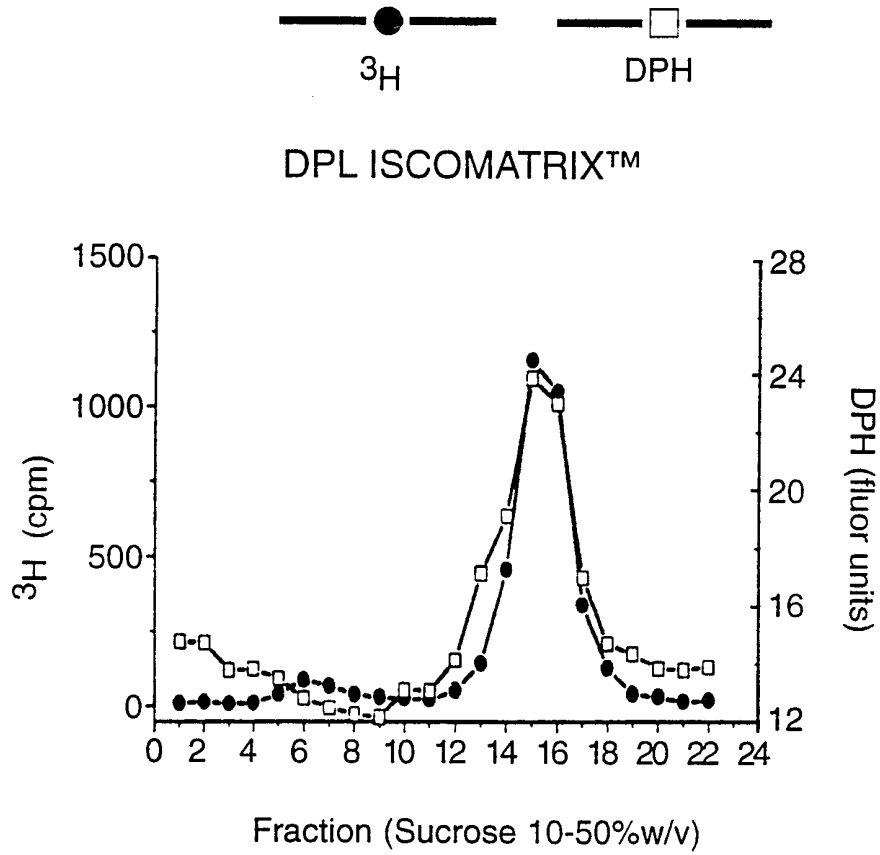 ³H DPH
DPL ISCOMATRIX™
1500
1000
500
0
³H (cpm)
28
24
20
16
12
DPH (fluor units)
0 2 4 6 8 10 12 14 16 18 20 22 24
Fraction (Sucrose 10-50%w/v)